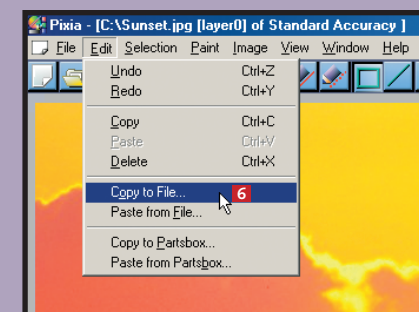 Pixia - [C:\Sunset.jpg [layer0] of Standard Accuracy ]
File Edit Selection Paint Image View Window Help
Undo Ctrl+Z
Redo Ctrl+Y
Copy Ctrl+C
Paste Ctrl+V
Delete Ctrl+X
Copy to File... 6
Paste from File...
Copy to Partsbox...
Paste from Partsbox...